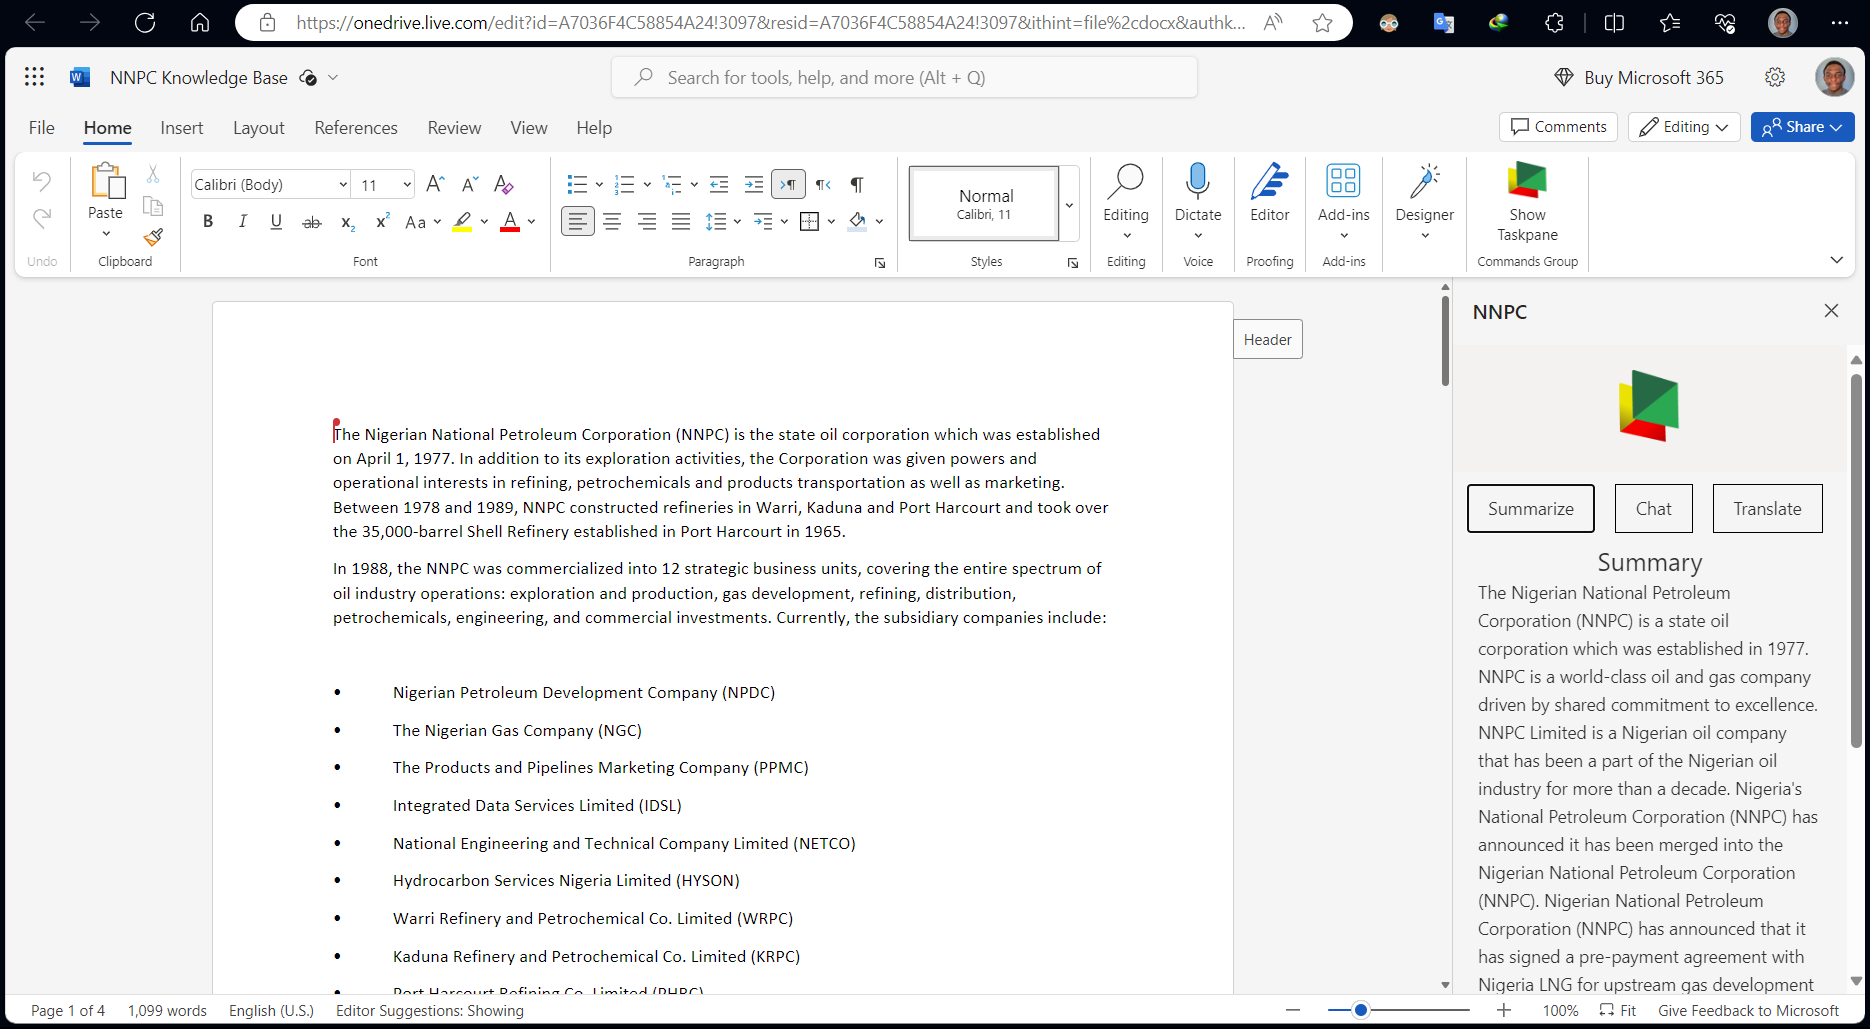 https://onedrive.live.com/edit?id=A7036F4C58854A24!3097&resid=A7036F4C58854A24!3097&ithint=file%2cdocx&authk...
NNPC Knowledge Base
Search for tools, help, and more (Alt + Q)
Buy Microsoft 365
File Home Insert Layout References Review View Help
Comments Editing Share
Paste
Calibri (Body) 11
Normal
Calibri, 11
Editing Dictate Editor Add-ins Designer Show Taskpane
Undo Clipboard Font Paragraph Styles Editing Voice Proofing Add-ins Commands Group
Header
The Nigerian National Petroleum Corporation (NNPC) is the state oil corporation which was established
on April 1, 1977. In addition to its exploration activities, the Corporation was given powers and
operational interests in refining, petrochemicals and products transportation as well as marketing.
Between 1978 and 1989, NNPC constructed refineries in Warri, Kaduna and Port Harcourt and took over
the 35,000-barrel Shell Refinery established in Port Harcourt in 1965.
In 1988, the NNPC was commercialized into 12 strategic business units, covering the entire spectrum of
oil industry operations: exploration and production, gas development, refining, distribution,
petrochemicals, engineering, and commercial investments. Currently, the subsidiary companies include:
• Nigerian Petroleum Development Company (NPDC)
• The Nigerian Gas Company (NGC)
• The Products and Pipelines Marketing Company (PPMC)
• Integrated Data Services Limited (IDSL)
• National Engineering and Technical Company Limited (NETCO)
• Hydrocarbon Services Nigeria Limited (HYSON)
• Warri Refinery and Petrochemical Co. Limited (WRPC)
• Kaduna Refinery and Petrochemical Co. Limited (KRPC)
• Port Harcourt Refining Co. Limited (PHRC)
NNPC
Summarize Chat Translate
Summary
The Nigerian National Petroleum
Corporation (NNPC) is a state oil
corporation which was established in 1977.
NNPC is a world-class oil and gas company
driven by shared commitment to excellence.
NNPC Limited is a Nigerian oil company
that has been a part of the Nigerian oil
industry for more than a decade. Nigeria's
National Petroleum Corporation (NNPC) has
announced it has been merged into the
Nigerian National Petroleum Corporation
(NNPC). Nigerian National Petroleum
Corporation (NNPC) has announced that it
has signed a pre-payment agreement with
Nigeria LNG for upstream gas development
Page 1 of 4 1,099 words English (U.S.) Editor Suggestions: Showing
100% Fit Give Feedback to Microsoft